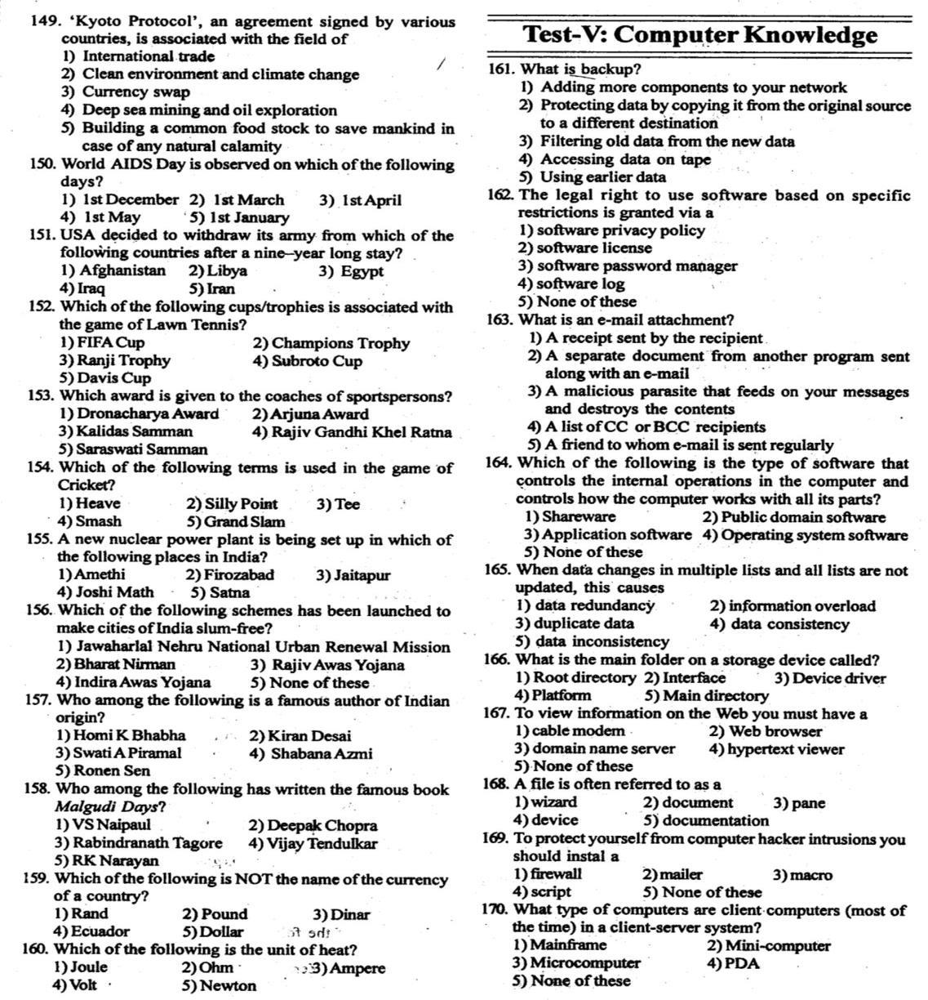 149. ‘Kyoto Protocol’, an agreement signed by various
countries, is associated with the field of
1) International trade
2) Clean environment and climate change
3) Currency swap
4) Deep sea mining and oil exploration
5) Building a common food stock to save mankind in
case of any natural calamity
150. World AIDS Day is observed on which of the following
days?
1) 1st December 2) 1st March 3) 1st April
4) 1st May 5) 1st January
151. USA decided to withdraw its army from which of the
following countries after a nine–year long stay?
1) Afghanistan 2) Libya 3) Egypt
4) Iraq 5) Iran
152. Which of the following cups/trophies is associated with
the game of Lawn Tennis?
1) FIFA Cup 2) Champions Trophy
3) Ranji Trophy 4) Subroto Cup
5) Davis Cup
153. Which award is given to the coaches of sportspersons?
1) Dronacharya Award 2) Arjuna Award
3) Kalidas Samman 4) Rajiv Gandhi Khel Ratna
5) Saraswati Samman
154. Which of the following terms is used in the game of
Cricket?
1) Heave 2) Silly Point 3) Tee
4) Smash 5) Grand Slam
155. A new nuclear power plant is being set up in which of
the following places in India?
1) Amethi 2) Firozabad 3) Jaitapur
4) Joshi Math 5) Satna
156. Which of the following schemes has been launched to
make cities of India slum-free?
1) Jawaharlal Nehru National Urban Renewal Mission
2) Bharat Nirman 3) Rajiv Awas Yojana
4) Indira Awas Yojana 5) None of these
157. Who among the following is a famous author of Indian
origin?
1) Homi K Bhabha 2) Kiran Desai
3) Swati A Piramal 4) Shabana Azmi
5) Ronen Sen
158. Who among the following has written the famous book
Malgudi Days?
1) VS Naipaul 2) Deepak Chopra
3) Rabindranath Tagore 4) Vijay Tendulkar
5) RK Narayan
159. Which of the following is NOT the name of the currency
of a country?
1) Rand 2) Pound 3) Dinar
4) Ecuador 5) Dollar
160. Which of the following is the unit of heat?
1) Joule 2) Ohm 3) Ampere
4) Volt 5) Newton
Test-V: Computer Knowledge
161. What is backup?
1) Adding more components to your network
2) Protecting data by copying it from the original source
to a different destination
3) Filtering old data from the new data
4) Accessing data on tape
5) Using earlier data
162. The legal right to use software based on specific
restrictions is granted via a
1) software privacy policy
2) software license
3) software password manager
4) software log
5) None of these
163. What is an e-mail attachment?
1) A receipt sent by the recipient
2) A separate document from another program sent
along with an e-mail
3) A malicious parasite that feeds on your messages
and destroys the contents
4) A list of CC or BCC recipients
5) A friend to whom e-mail is sent regularly
164. Which of the following is the type of software that
controls the internal operations in the computer and
controls how the computer works with all its parts?
1) Shareware 2) Public domain software
3) Application software 4) Operating system software
5) None of these
165. When data changes in multiple lists and all lists are not
updated, this causes
1) data redundancy 2) information overload
3) duplicate data 4) data consistency
5) data inconsistency
166. What is the main folder on a storage device called?
1) Root directory 2) Interface 3) Device driver
4) Platform 5) Main directory
167. To view information on the Web you must have a
1) cable modem 2) Web browser
3) domain name server 4) hypertext viewer
5) None of these
168. A file is often referred to as a
1) wizard 2) document 3) pane
4) device 5) documentation
169. To protect yourself from computer hacker intrusions you
should instal a
1) firewall 2) mailer 3) macro
4) script 5) None of these
170. What type of computers are client computers (most of
the time) in a client-server system?
1) Mainframe 2) Mini-computer
3) Microcomputer 4) PDA
5) None of these